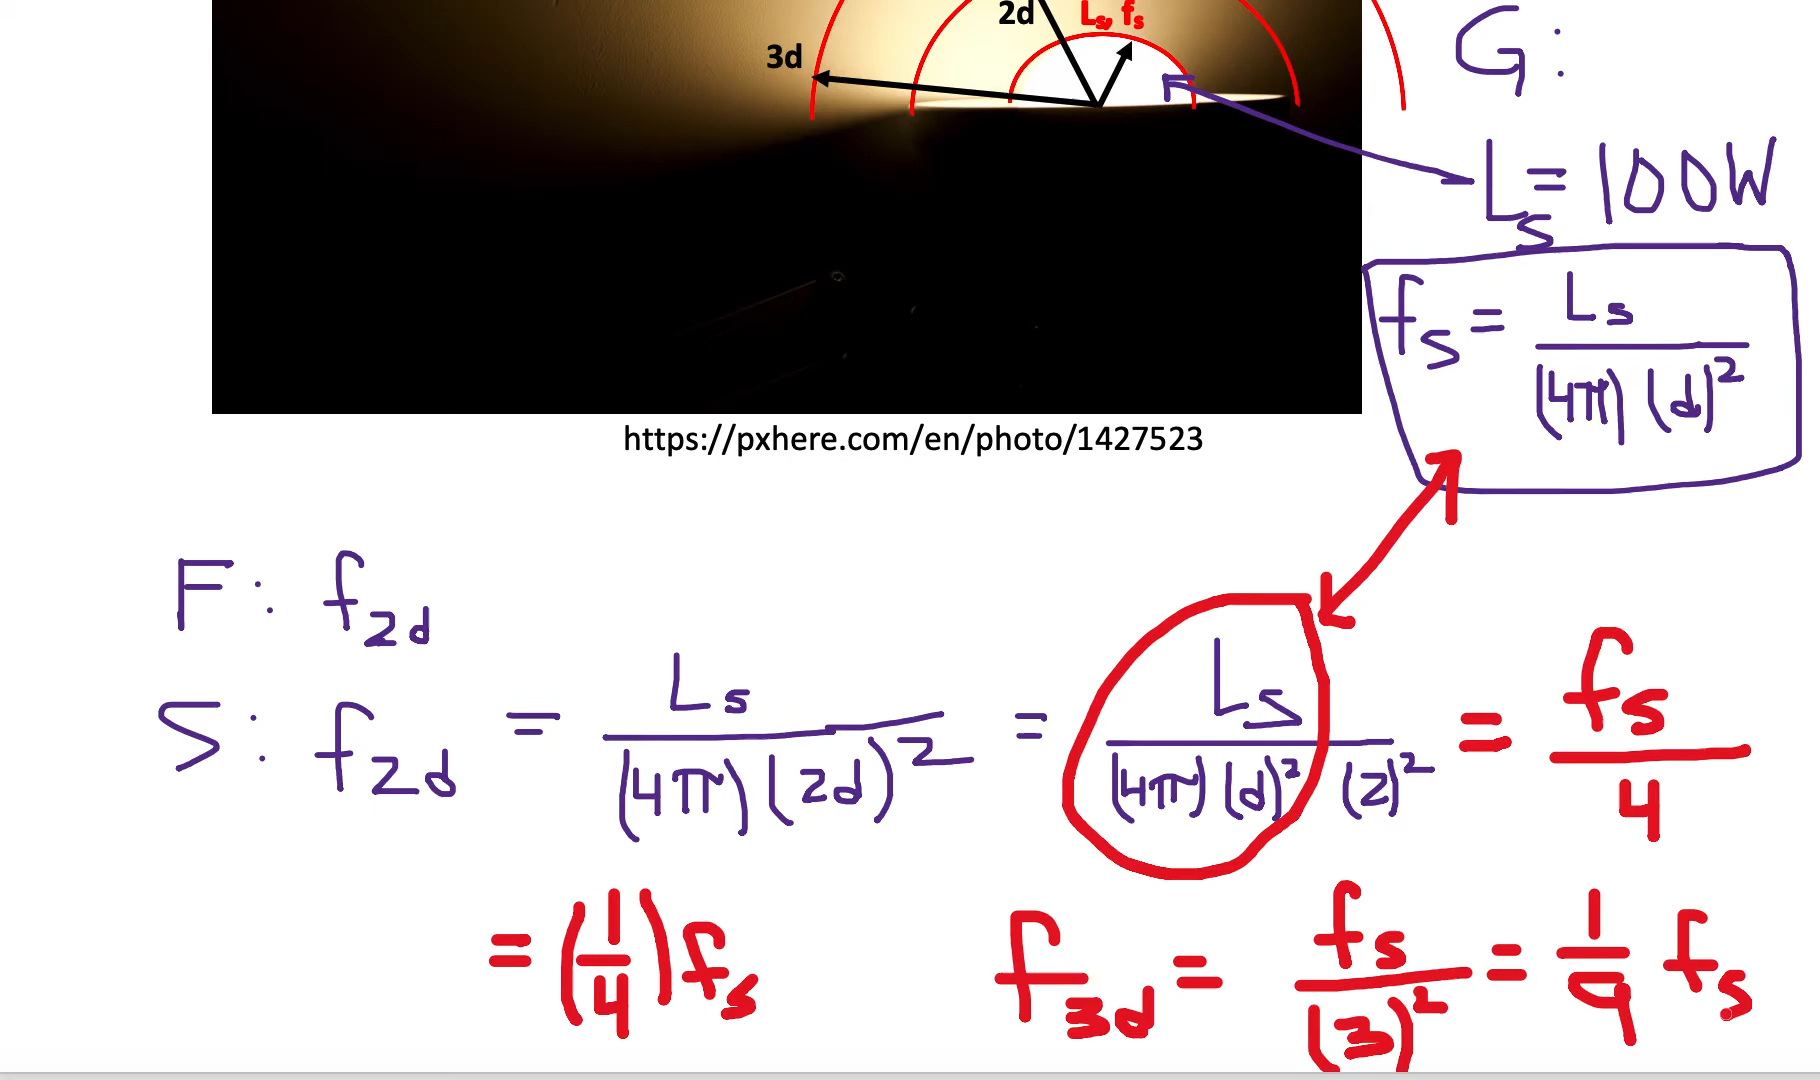 2d Ls, fs
3d
G:
Ls = 100W
fs = Ls / (4π) (d)²
https://pxhere.com/en/photo/1427523
F: f2d
S: f2d = Ls / (4π) (2d)² = Ls / (4π) (d)² (2)² = fs / 4
= (1/4) fs f3d = fs / (3)² = 1/9 fs